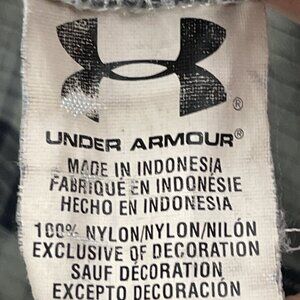 UNDER ARMOUR®
MADE IN INDONESIA
FABRIQUÉ EN INDONÉSIE
HECHO EN INDONESIA
100% NYLON/NYLON/NILÓN
EXCLUSIVE OF DECORATION
SAUF DÉCORATION
EXCEPTO DECORACIÓN